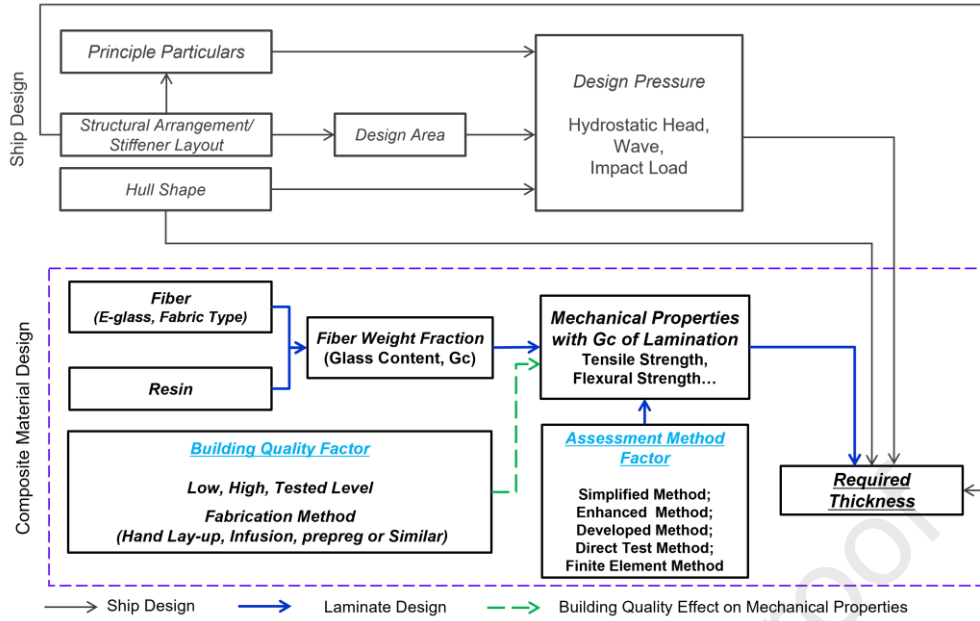 Ship Design
Principle Particulars
Structural Arrangement/
Stiffener Layout
Design Area
Hull Shape
Design Pressure
Hydrostatic Head,
Wave,
Impact Load
Composite Material Design
Fiber
(E-glass, Fabric Type)
Resin
Fiber Weight Fraction
(Glass Content, Gc)
Mechanical Properties
with Gc of Lamination
Tensile Strength,
Flexural Strength...
Building Quality Factor
Low, High, Tested Level
Fabrication Method
(Hand Lay-up, Infusion, prepreg or Similar)
Assessment Method
Factor
Simplified Method;
Enhanced Method;
Developed Method;
Direct Test Method;
Finite Element Method
Required
Thickness
Ship Design
Laminate Design
Building Quality Effect on Mechanical Properties